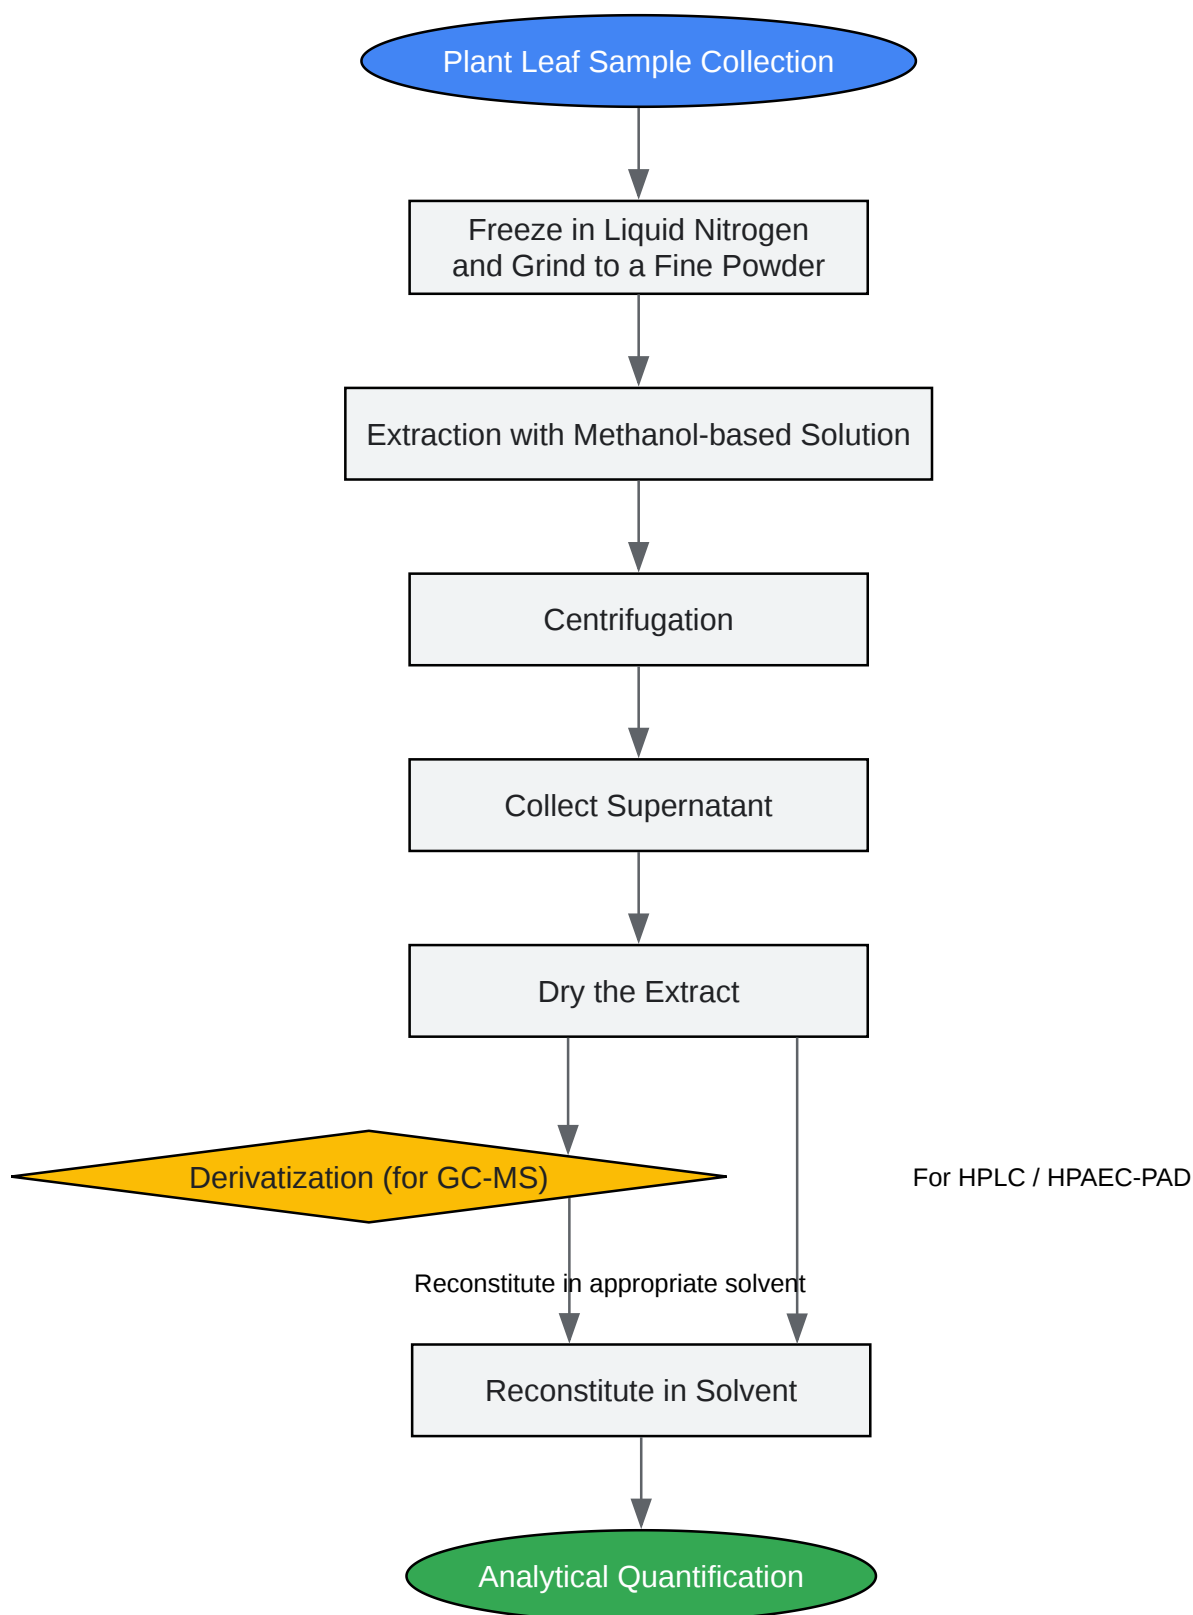 Plant Leaf Sample Collection
Freeze in Liquid Nitrogen
and Grind to a Fine Powder
Extraction with Methanol-based Solution
Centrifugation
Collect Supernatant
Dry the Extract
Derivatization (for GC-MS)
For HPLC / HPAEC-PAD
Reconstitute in appropriate solvent
Reconstitute in Solvent
Analytical Quantification